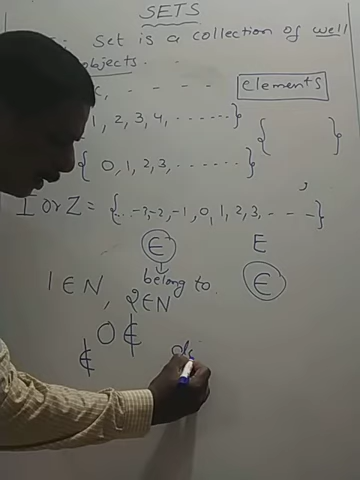 SETS
Set is a collection of well
objects.
x, - - - - elements
1, 2, 3, 4, ......} { }
{ 0, 1, 2, 3, ....... } ,
I or Z = {...-3, -2, -1, 0, 1, 2, 3, - - - -}
∈ E
belong to ∈
1 ∈ N, 2 ∈ N
0 ∉
∉